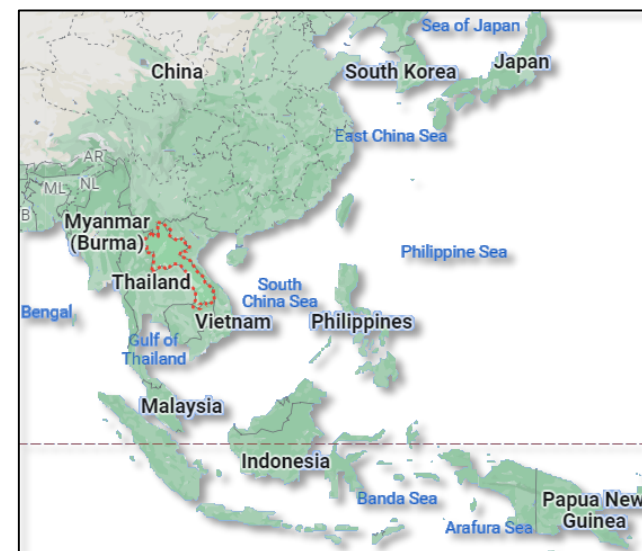 Sea of Japan
China
South Korea
Japan
East China Sea
AR
NL
ML
B
Myanmar
(Burma)
Philippine Sea
Thailand
South
China Sea
Bengal
Vietnam
Philippines
Gulf of
Thailand
Malaysia
Indonesia
Banda Sea
Papua New
Guinea
Arafura Sea